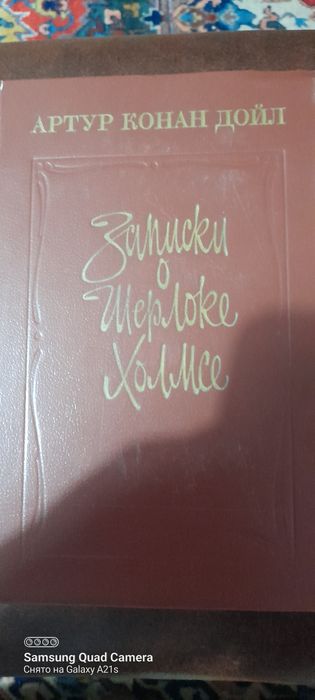 АРТУР КОНАН ДОЙЛ
Записки
о
Шерлоке
Холмсе
Samsung Quad Camera
Снято на Galaxy A21s